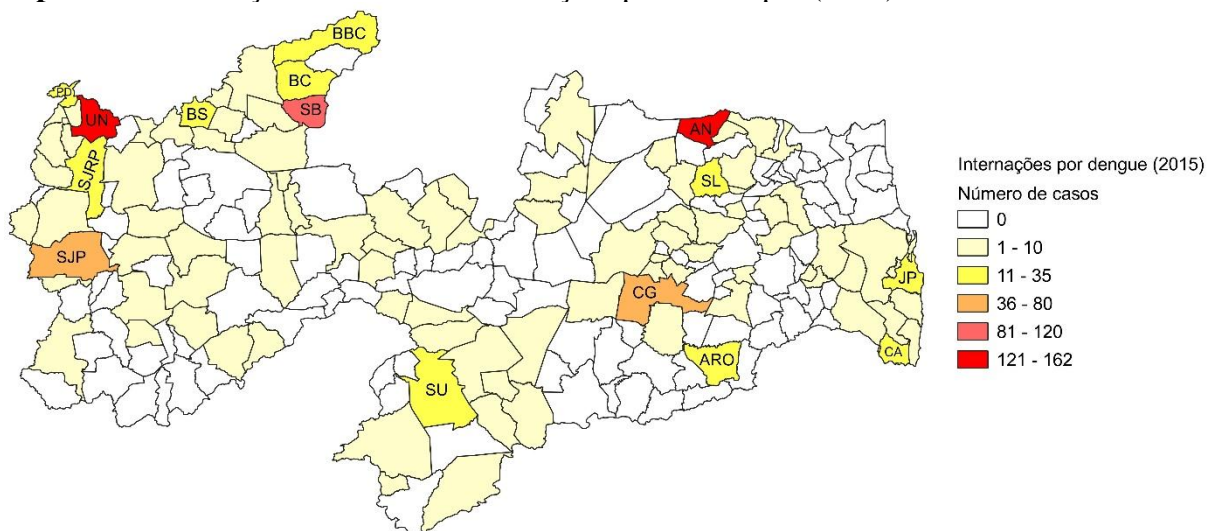 BBC
BC
PD
UN
BS
SB
AN
SJRP
SL
SJP
CG
JP
ARO
CA
SU
Internações por dengue (2015)
Número de casos
0
1 - 10
11 - 35
36 - 80
81 - 120
121 - 162